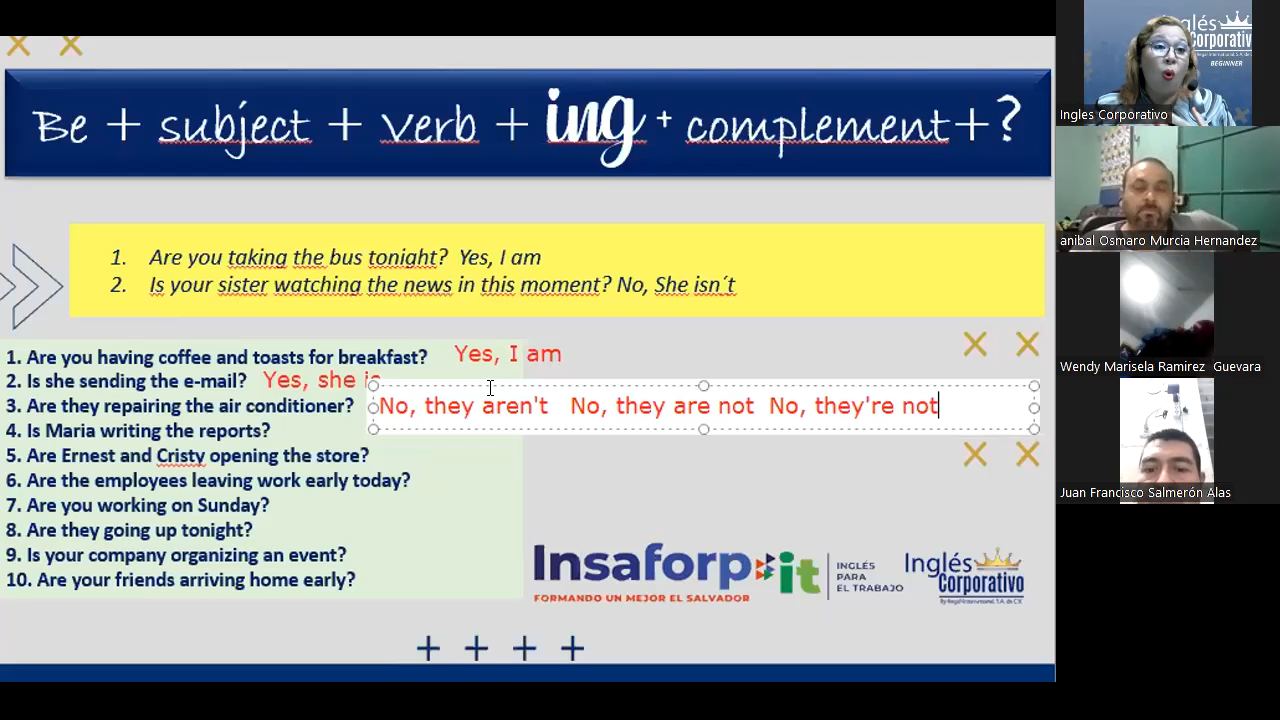 Be + subject + verb + ing + complement+?
1. Are you taking the bus tonight? Yes, I am
2. Is your sister watching the news in this moment? No, She isn´t
1. Are you having coffee and toasts for breakfast? Yes, I am
2. Is she sending the e-mail? Yes, she is
3. Are they repairing the air conditioner? No, they aren't No, they are not No, they're not
4. Is Maria writing the reports?
5. Are Ernest and Cristy opening the store?
6. Are the employees leaving work early today?
7. Are you working on Sunday?
8. Are they going up tonight?
9. Is your company organizing an event?
10. Are your friends arriving home early?
Insaforp it
FORMANDO UN MEJOR EL SALVADOR
INGLÉS
PARA
EL TRABAJO
Inglés
Corporativo
+ + + +
Inglés
Corporativo
BEGINNER
Ingles Corporativo
anibal Osmaro Murcia Hernandez
Wendy Marisela Ramirez Guevara
Juan Francisco Salmerón Alas